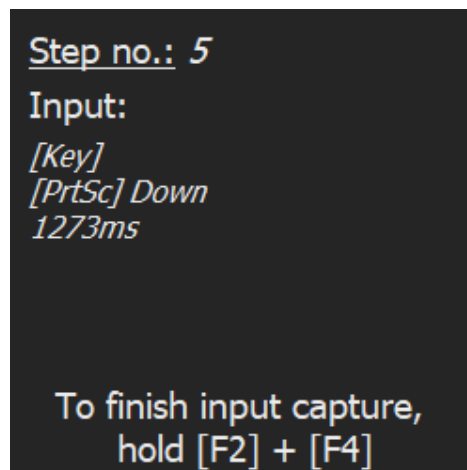 Step no.: 5
Input:
[Key]
[PrtSc] Down
1273ms
To finish input capture,
hold [F2] + [F4]